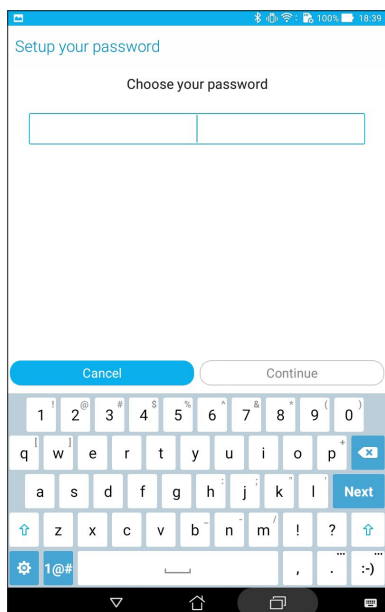 100% 18:39
Setup your password
Choose your password
Cancel Continue
! @ # $ % ^ & * ( )
1 2 3 4 5 6 7 8 9 0
[ ] +
q w e r t y u i o p
: ; " '
a s d f g h j k l Next
_ - /
z x c v b n m ! ?
1@# , . :-)